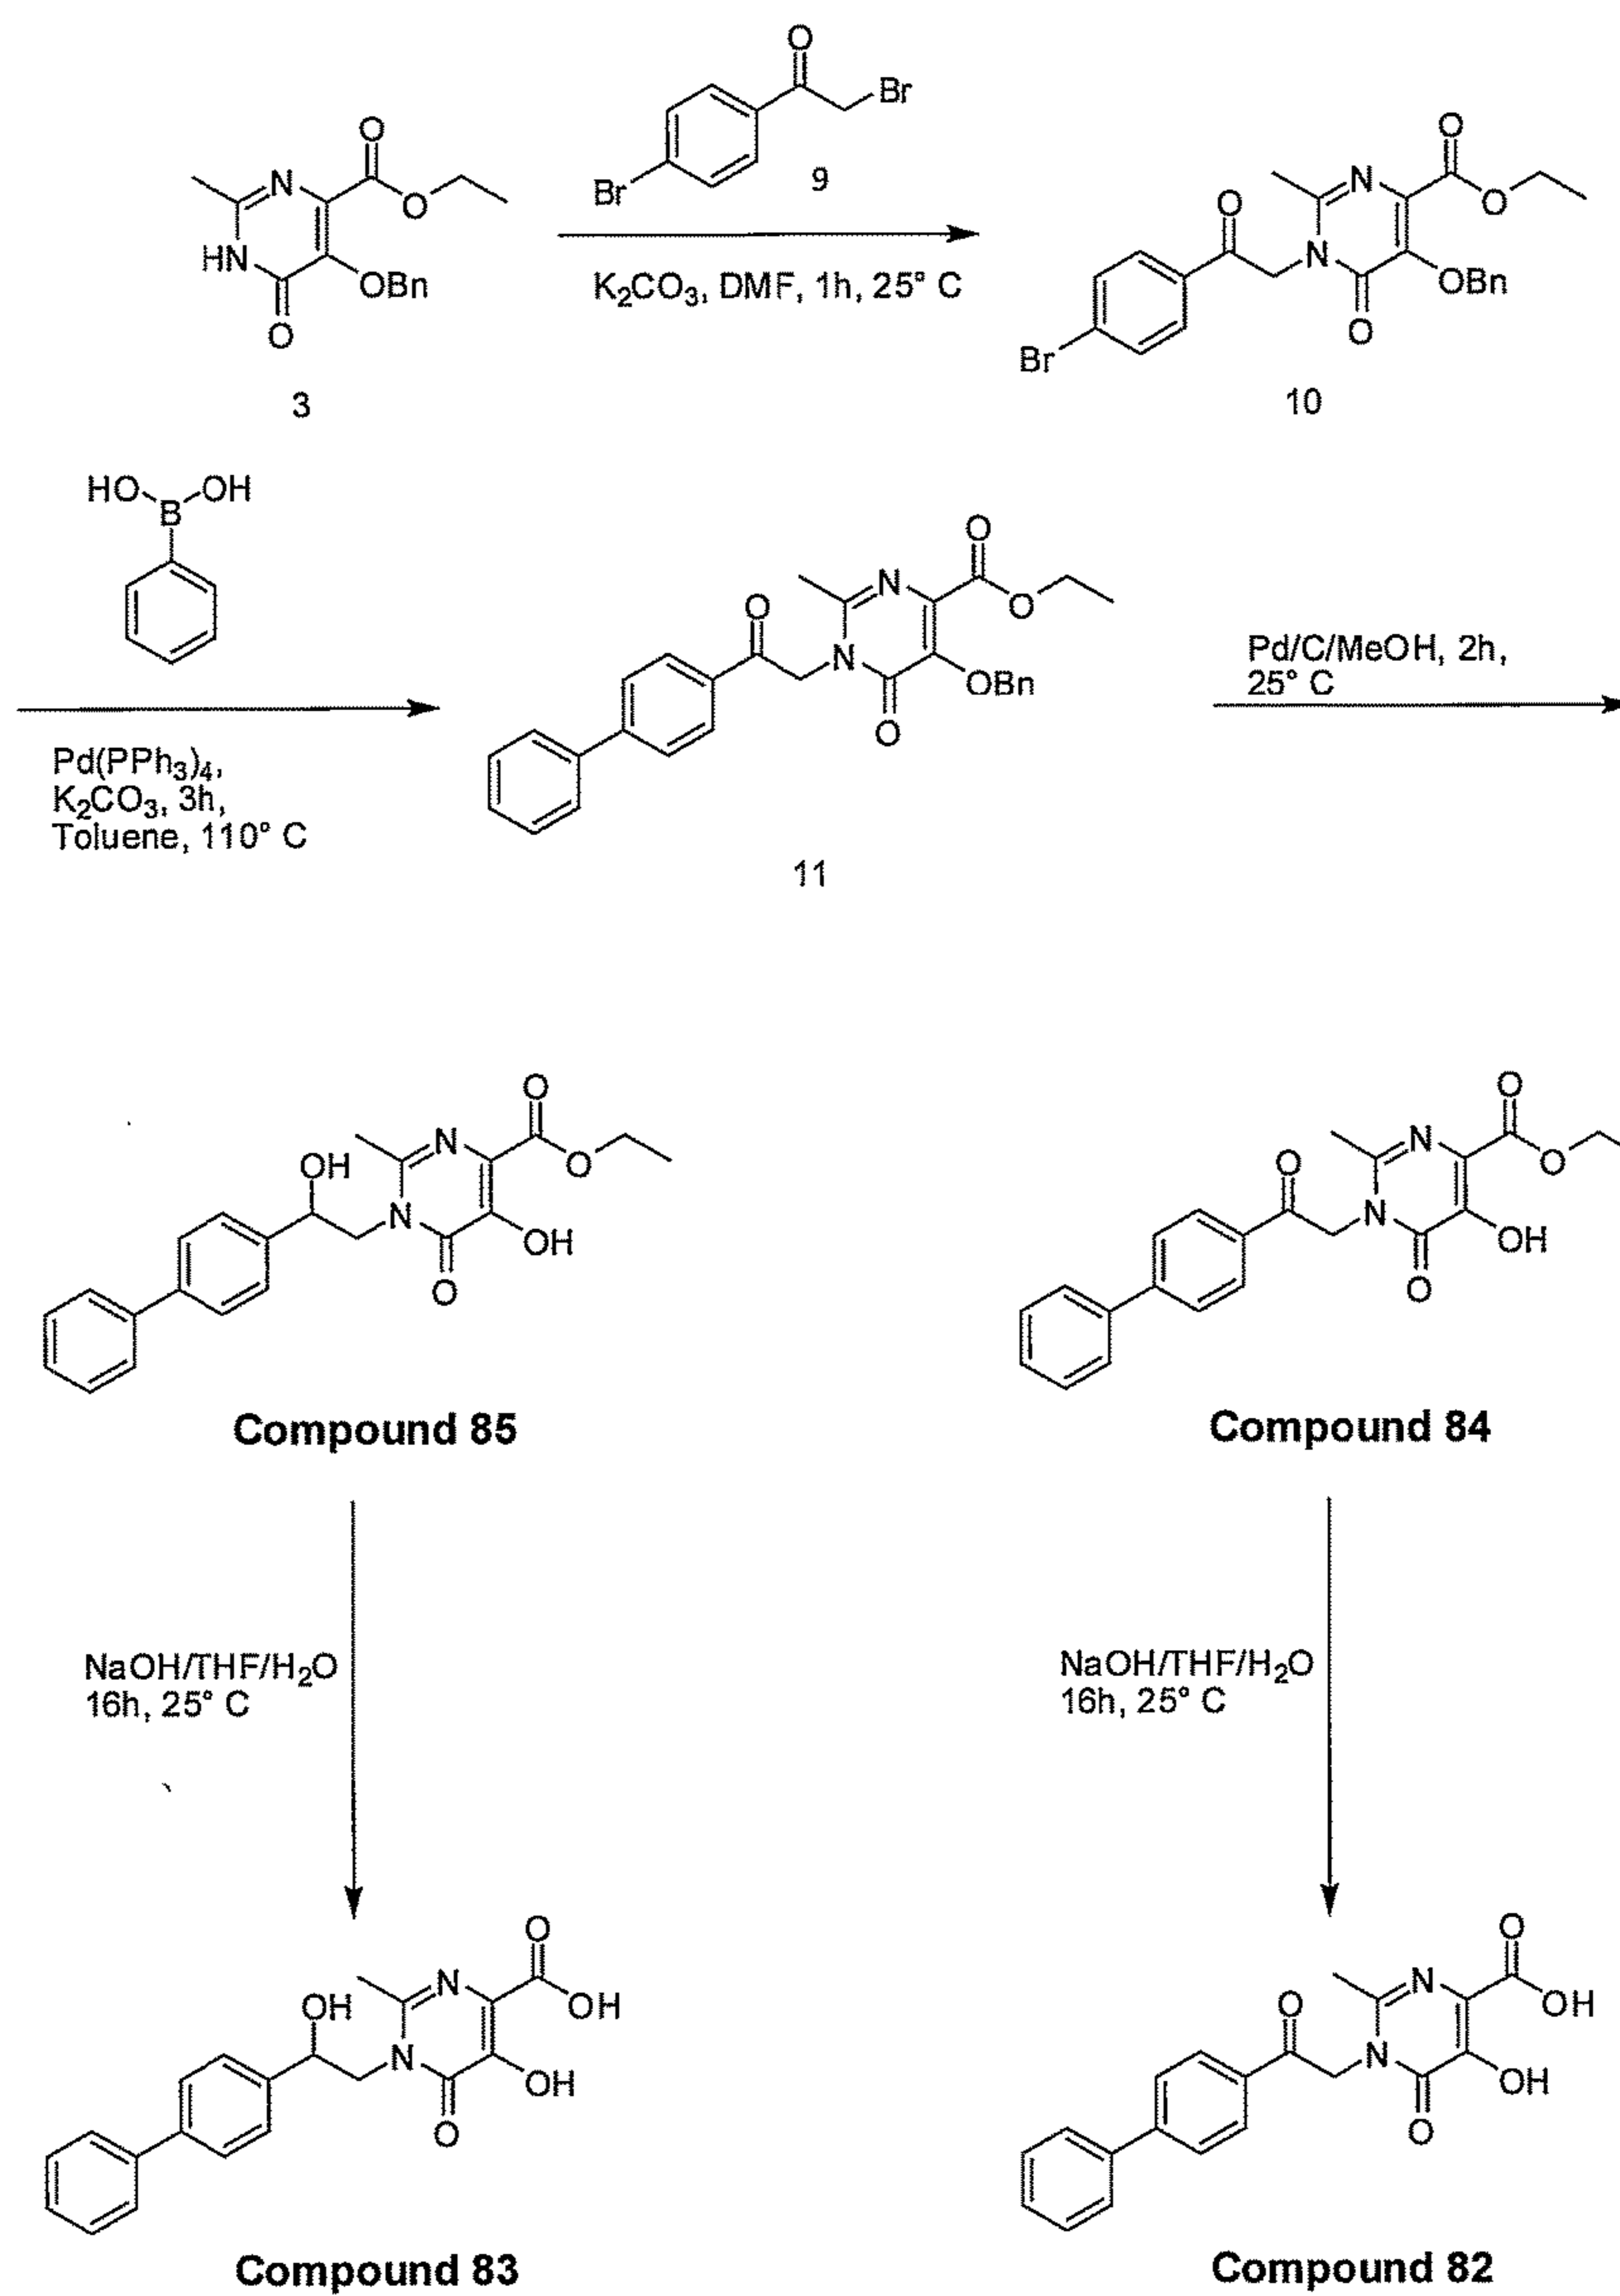 O
Br
O
N
O
HN
OBn
O
3
Br
9
K₂CO₃, DMF, 1h, 25° C
O
O
N
O
N
OBn
O
Br
10
HO
OH
B
Pd(PPh₃)₄,
K₂CO₃, 3h,
Toluene, 110° C
O
O
N
O
N
OBn
O
11
Pd/C/MeOH, 2h,
25° C
O
N
OH
O
N
OH
O
Compound 85
O
N
O
O
N
OH
O
Compound 84
NaOH/THF/H₂O
16h, 25° C
NaOH/THF/H₂O
16h, 25° C
O
N
OH
OH
N
OH
O
Compound 83
O
N
O
OH
N
OH
O
Compound 82